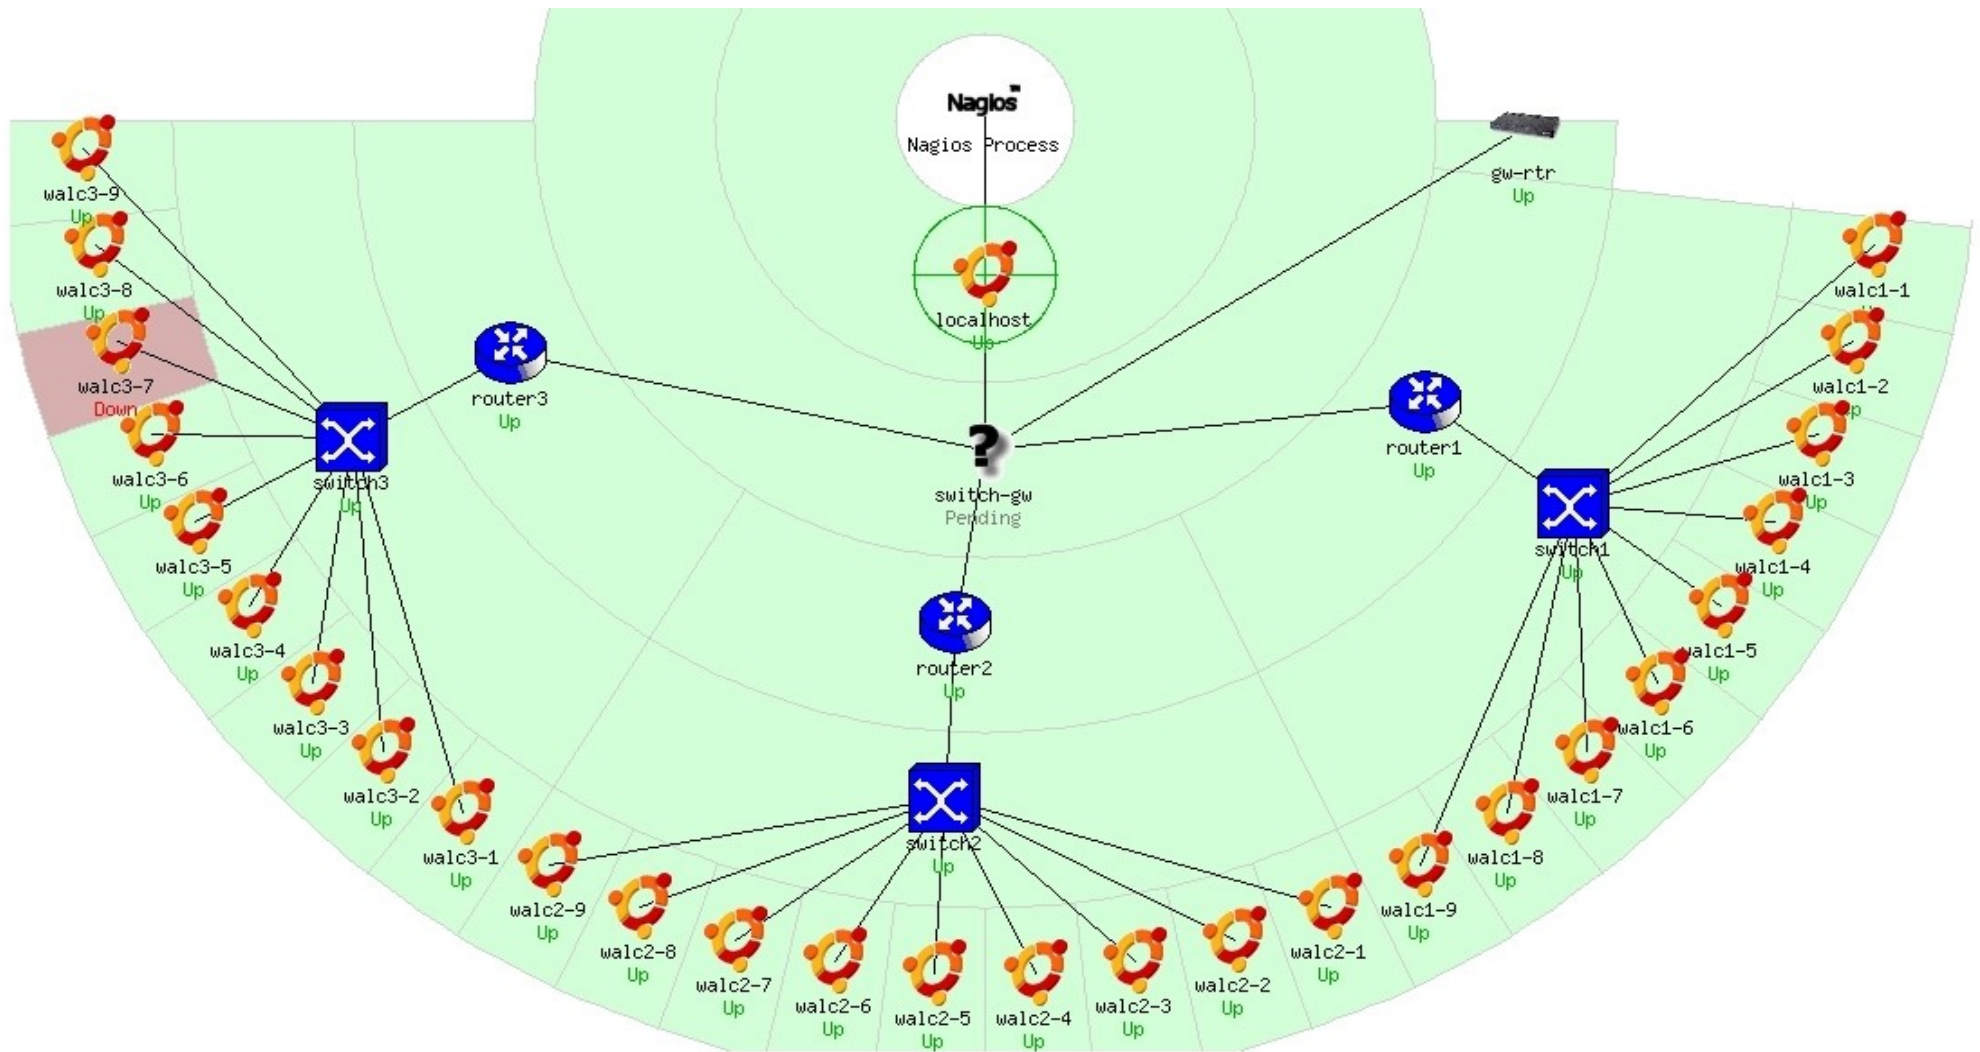 Nagios™
Nagios Process
localhost
Up
gw-rtr
Up
switch-gw
Pending
router3
Up
router1
Up
router2
Up
switch3
Up
switch1
Up
switch2
Up
walc3-9
Up
walc3-8
Up
walc3-7
Down
walc3-6
Up
walc3-5
Up
walc3-4
Up
walc3-3
Up
walc3-2
Up
walc3-1
Up
walc2-9
Up
walc2-8
Up
walc2-7
Up
walc2-6
Up
walc2-5
Up
walc2-4
Up
walc2-3
Up
walc2-2
Up
walc2-1
Up
walc1-9
Up
walc1-8
Up
walc1-7
Up
walc1-6
Up
walc1-5
Up
walc1-4
Up
walc1-3
Up
walc1-2
Up
walc1-1